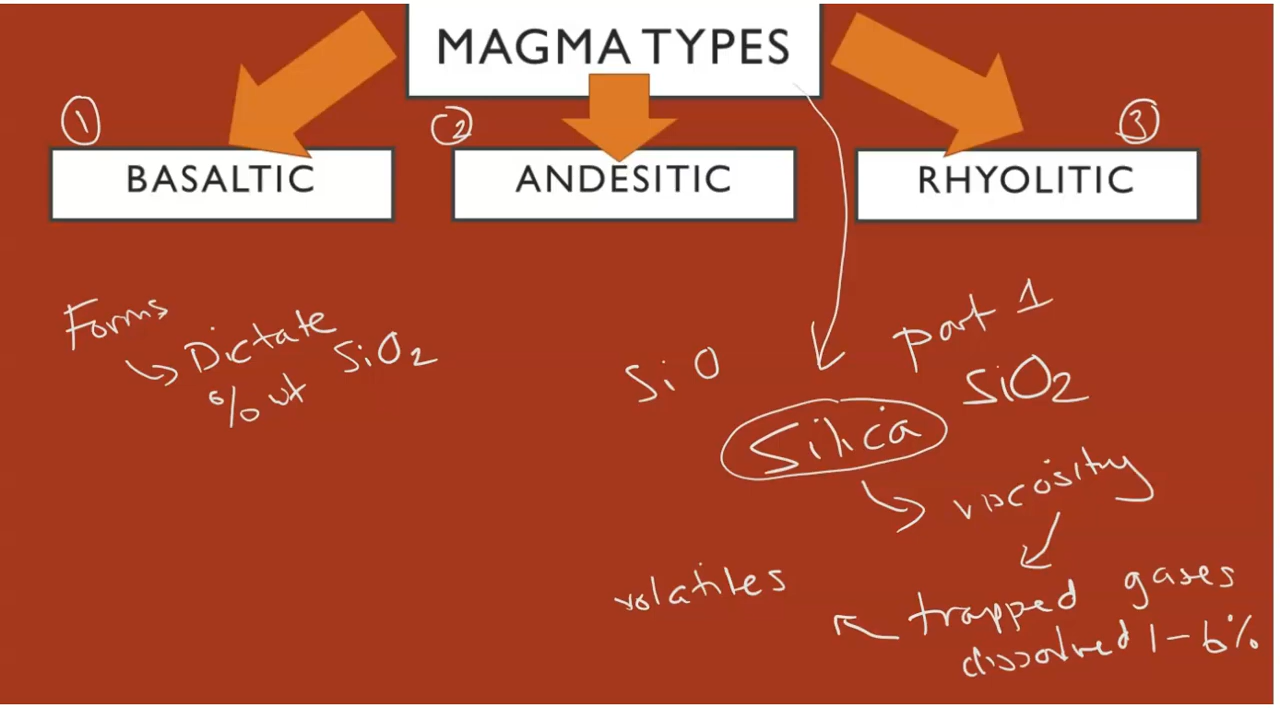 MAGMA TYPES
1
2
3
BASALTIC
ANDESITIC
RHYOLITIC
Forms
Dictate
% wt SiO2
SiO
part 1
SiO2
Silica
viscosity
volatiles
trapped gases
dissolved 1-6%